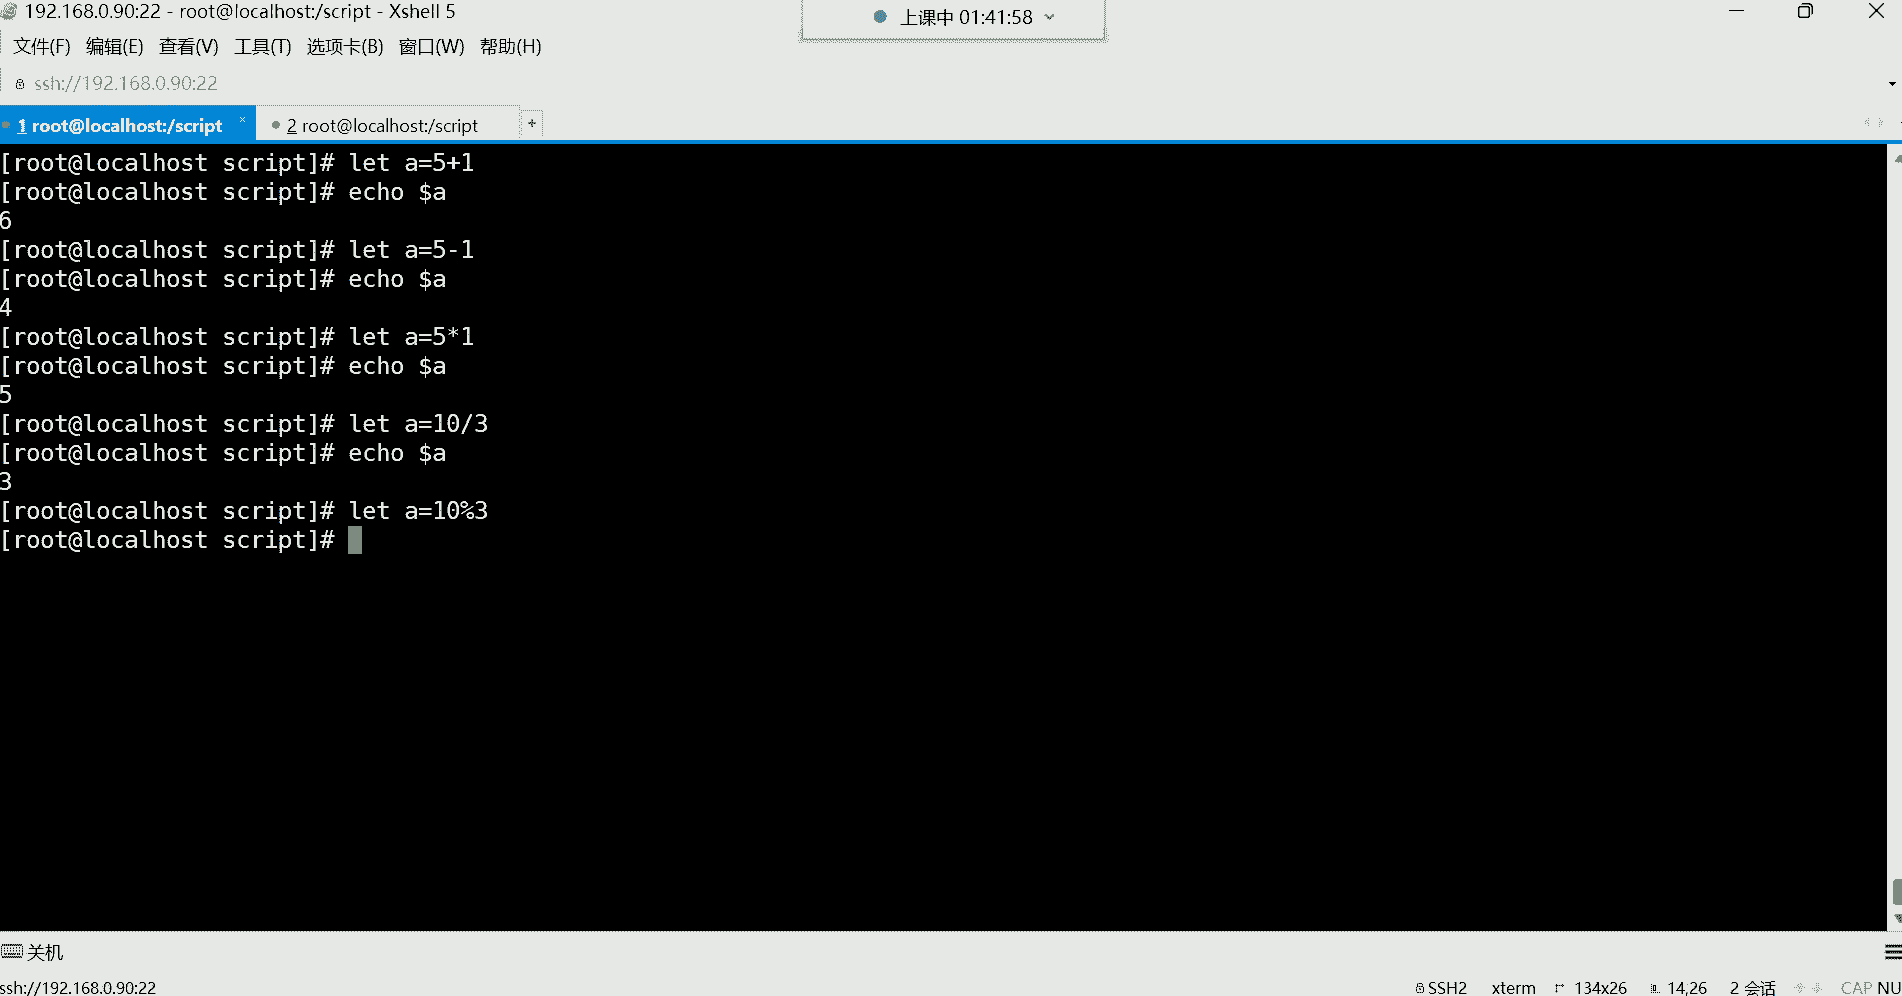 192.168.0.90:22 - root@localhost:/script - Xshell 5
上课中 01:41:58
文件(F) 编辑(E) 查看(V) 工具(T) 选项卡(B) 窗口(W) 帮助(H)
ssh://192.168.0.90:22
1 root@localhost:/script
2 root@localhost:/script
[root@localhost script]# let a=5+1
[root@localhost script]# echo $a
6
[root@localhost script]# let a=5-1
[root@localhost script]# echo $a
4
[root@localhost script]# let a=5*1
[root@localhost script]# echo $a
5
[root@localhost script]# let a=10/3
[root@localhost script]# echo $a
3
[root@localhost script]# let a=10%3
[root@localhost script]#
关机
ssh://192.168.0.90:22
SSH2 xterm 134x26 14,26 2 会话 CAP NU